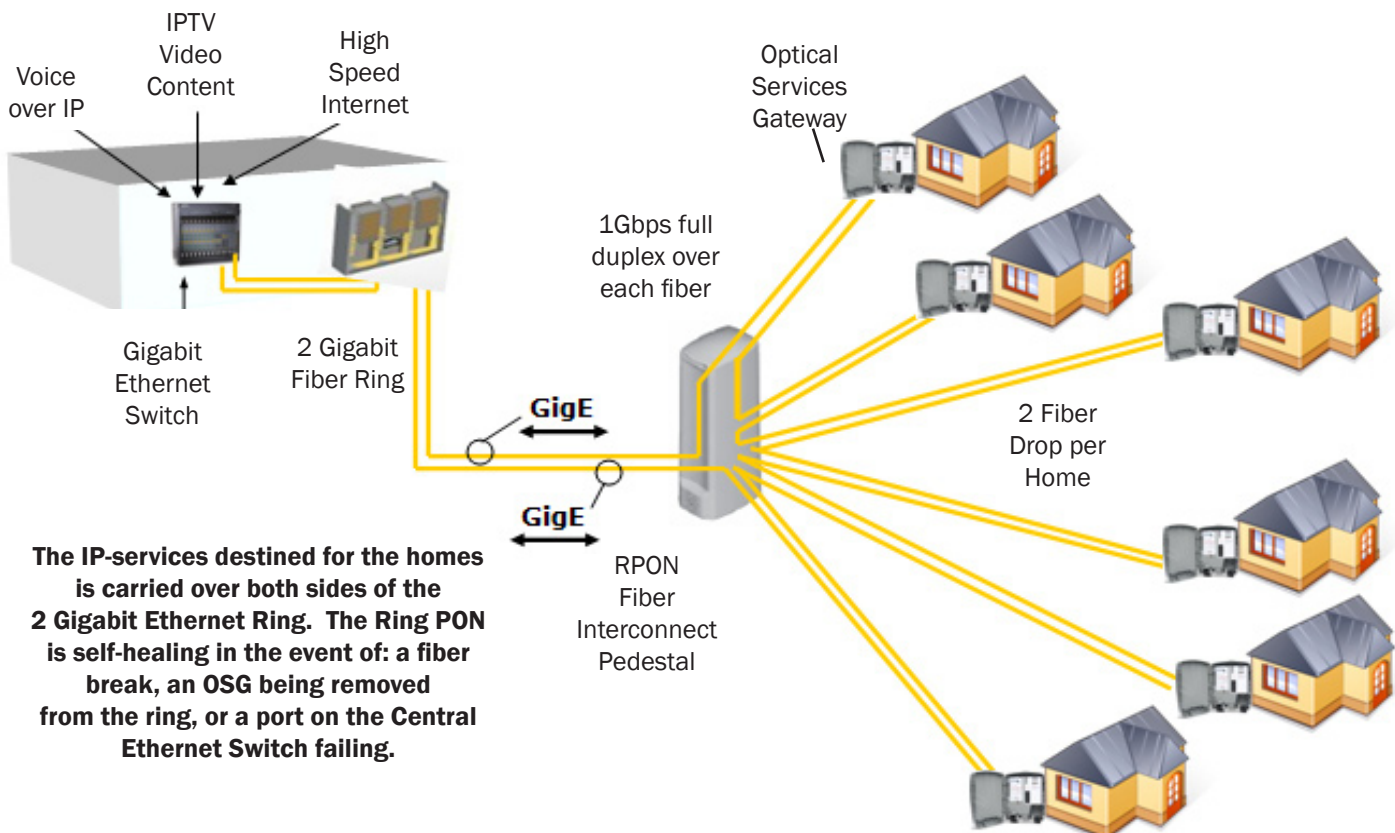 Voice
over IP
IPTV
Video
Content
High
Speed
Internet
Optical
Services
Gateway
1Gbps full
duplex over
each fiber
Gigabit
Ethernet
Switch
2 Gigabit
Fiber Ring
GigE
GigE
2 Fiber
Drop per
Home
RPON
Fiber
Interconnect
Pedestal
The IP-services destined for the homes
is carried over both sides of the
2 Gigabit Ethernet Ring.  The Ring PON
is self-healing in the event of: a fiber
break, an OSG being removed
from the ring, or a port on the Central
Ethernet Switch failing.